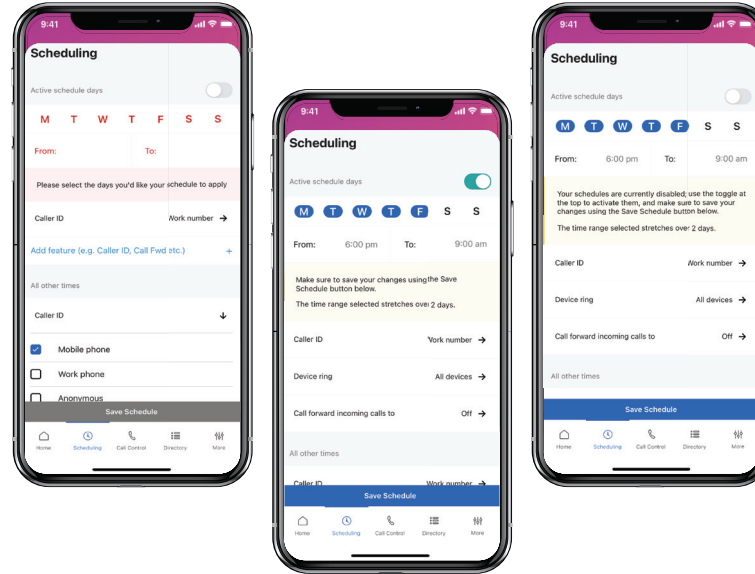 9:41
Scheduling
Active schedule days
M T W T F S S
From: To:
Please select the days you'd like your schedule to apply
Caller ID Work number →
Add feature (e.g. Caller ID, Call Fwd etc.) +
All other times
Caller ID ↓
Mobile phone
Work phone
Anonymous
Save Schedule
Home Scheduling Call Control Directory More
9:41
Scheduling
Active schedule days
M T W T F S S
From: 6:00 pm To: 9:00 am
Make sure to save your changes using the Save
Schedule button below.
The time range selected stretches over 2 days.
Caller ID Work number →
Device ring All devices →
Call forward incoming calls to Off →
All other times
Caller ID Work number →
Save Schedule
Home Scheduling Call Control Directory More
9:41
Scheduling
Active schedule days
M T W T F S S
From: 6:00 pm To: 9:00 am
Your schedules are currently disabled; use the toggle at
the top to activate them, and make sure to save your
changes using the Save Schedule button below.
The time range selected stretches over 2 days.
Caller ID Work number →
Device ring All devices →
Call forward incoming calls to Off →
All other times
Save Schedule
Home Scheduling Call Control Directory More